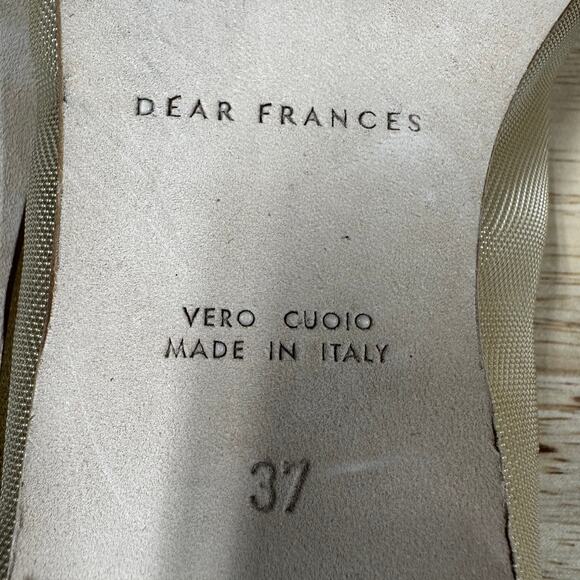 DEAR FRANCES
VERO CUOIO
MADE IN ITALY
37